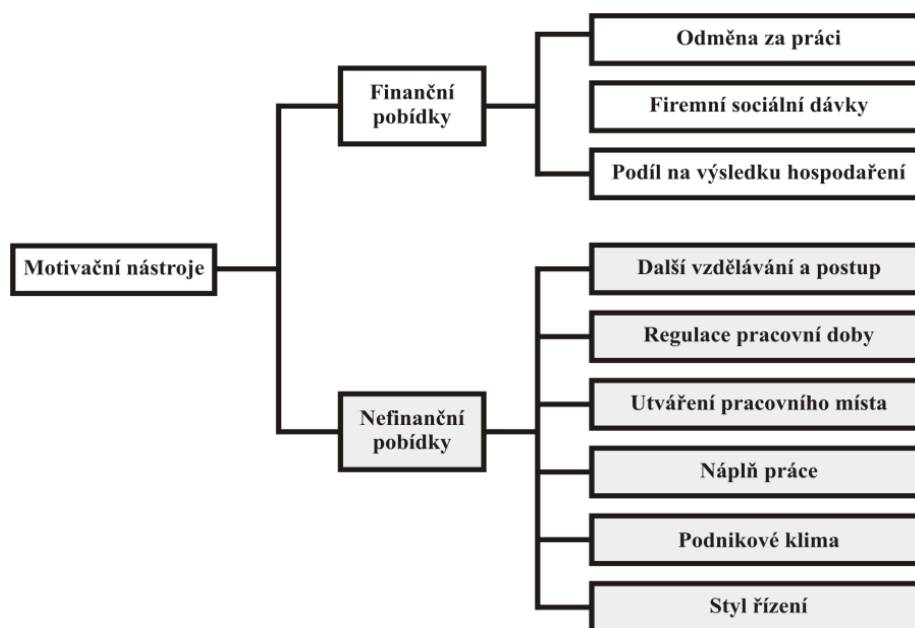 Motivační nástroje
Finanční
pobídky
Odměna za práci
Firemní sociální dávky
Podíl na výsledku hospodaření
Nefinanční
pobídky
Další vzdělávání a postup
Regulace pracovní doby
Utváření pracovního místa
Náplň práce
Podnikové klima
Styl řízení